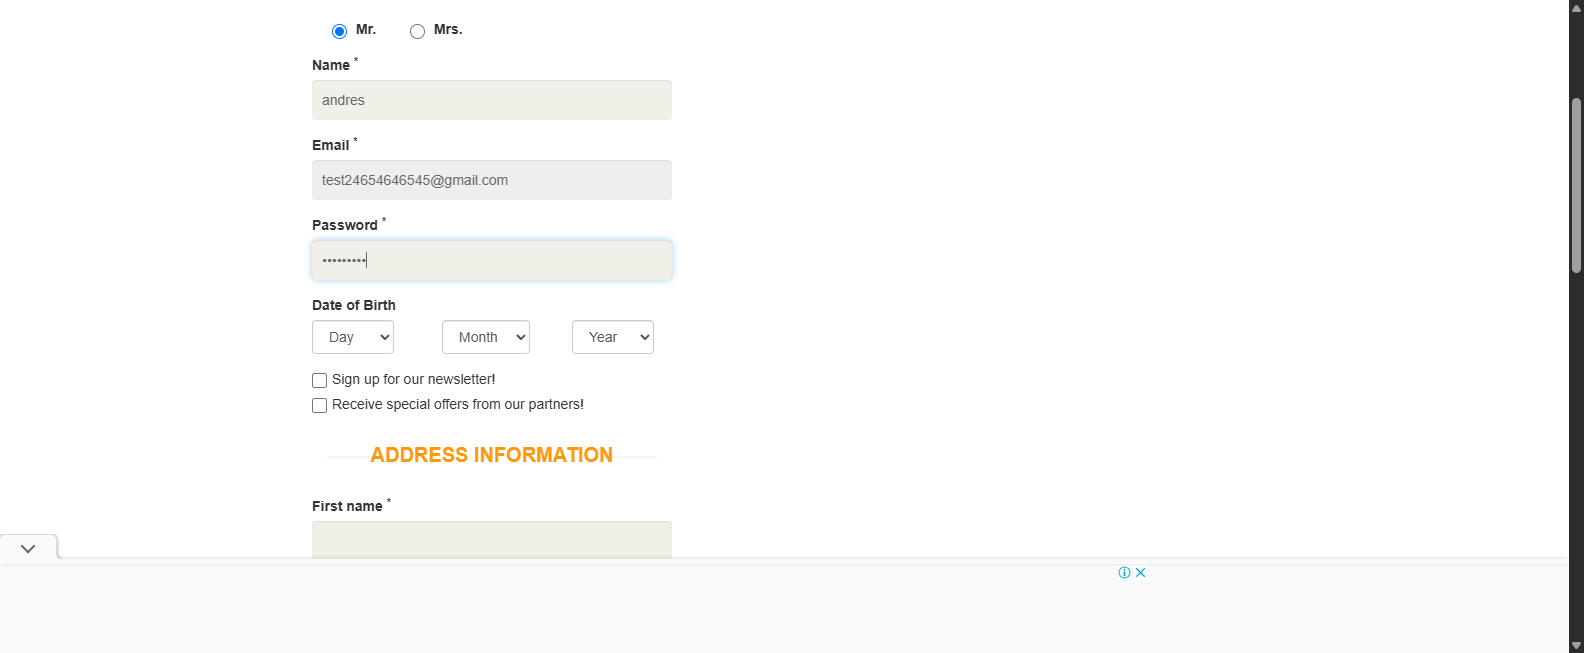 Mr. Mrs.
Name *
andres
Email *
test24654646545@gmail.com
Password *
•••••••••
Date of Birth
Day Month Year
Sign up for our newsletter!
Receive special offers from our partners!
ADDRESS INFORMATION
First name *